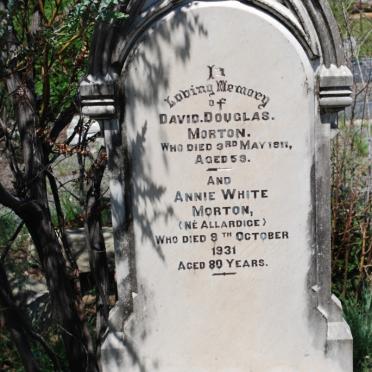 In
Loving Memory
of
David. Douglas.
Morton.
Who died 3rd May 1911,
Aged 59.
And
Annie White
Morton,
(Né Allardice)
Who died 9th October
1931
Aged 80 Years.